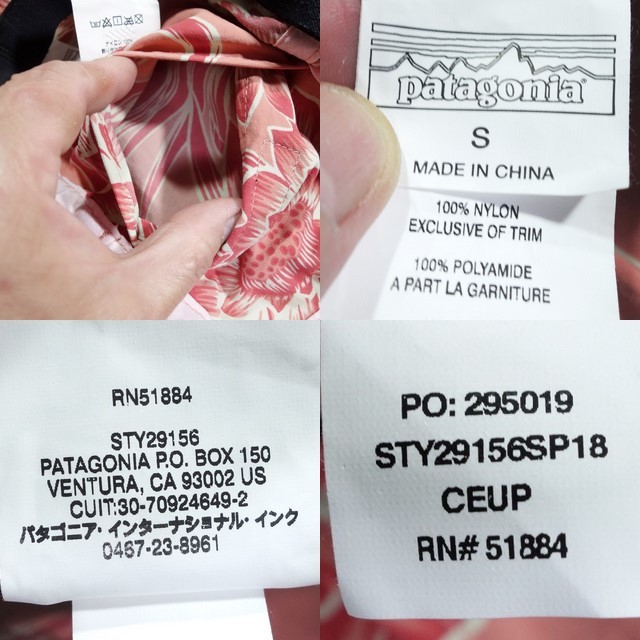 patagonia
S
MADE IN CHINA
100% NYLON
EXCLUSIVE OF TRIM
100% POLYAMIDE
A PART LA GARNITURE
RN51884
STY29156
PATAGONIA P.O. BOX 150
VENTURA, CA 93002 US
CUIT:30-70924649-2
パタゴニア・インターナショナル・インク
0467-23-8961
PO: 295019
STY29156SP18
CEUP
RN# 51884